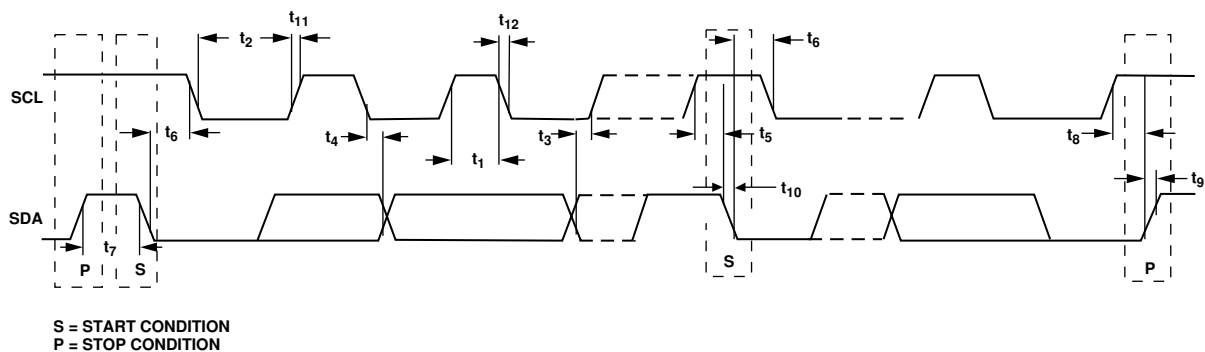 t11
t12
t2
t6
SCL
t6
t4
t3
t5
t8
t1
t9
t10
SDA
t7
P
S
S
P
S = START CONDITION
P = STOP CONDITION